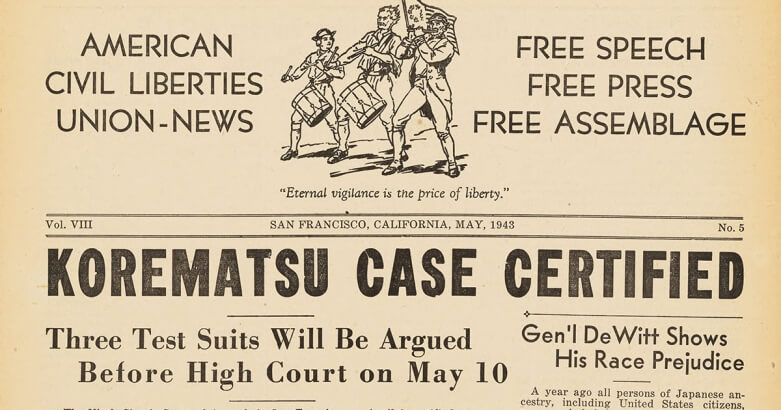 AMERICAN
CIVIL LIBERTIES
UNION-NEWS
FREE SPEECH
FREE PRESS
FREE ASSEMBLAGE
"Eternal vigilance is the price of liberty."
Vol. VIII
SAN FRANCISCO, CALIFORNIA, MAY, 1943
No. 5
KOREMATSU CASE CERTIFIED
Three Test Suits Will Be Argued
Before High Court on May 10
Gen'l DeWitt Shows
His Race Prejudice
A year ago all persons of Japanese an-
cestry, including United States citizens,